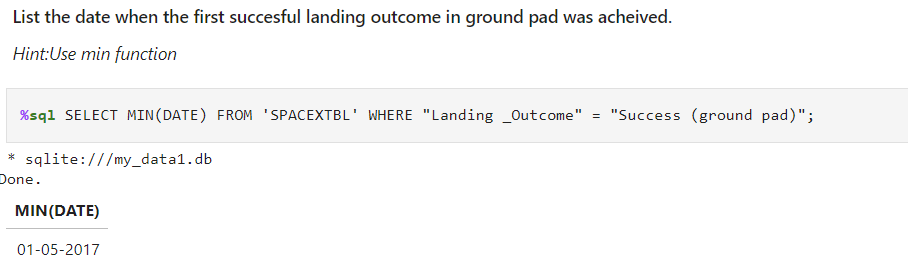 List the date when the first succesful landing outcome in ground pad was acheived.
Hint:Use min function
%sql SELECT MIN(DATE) FROM 'SPACEXTBL' WHERE "Landing _Outcome" = "Success (ground pad)";
* sqlite:///my_data1.db
Done.
MIN(DATE)
01-05-2017